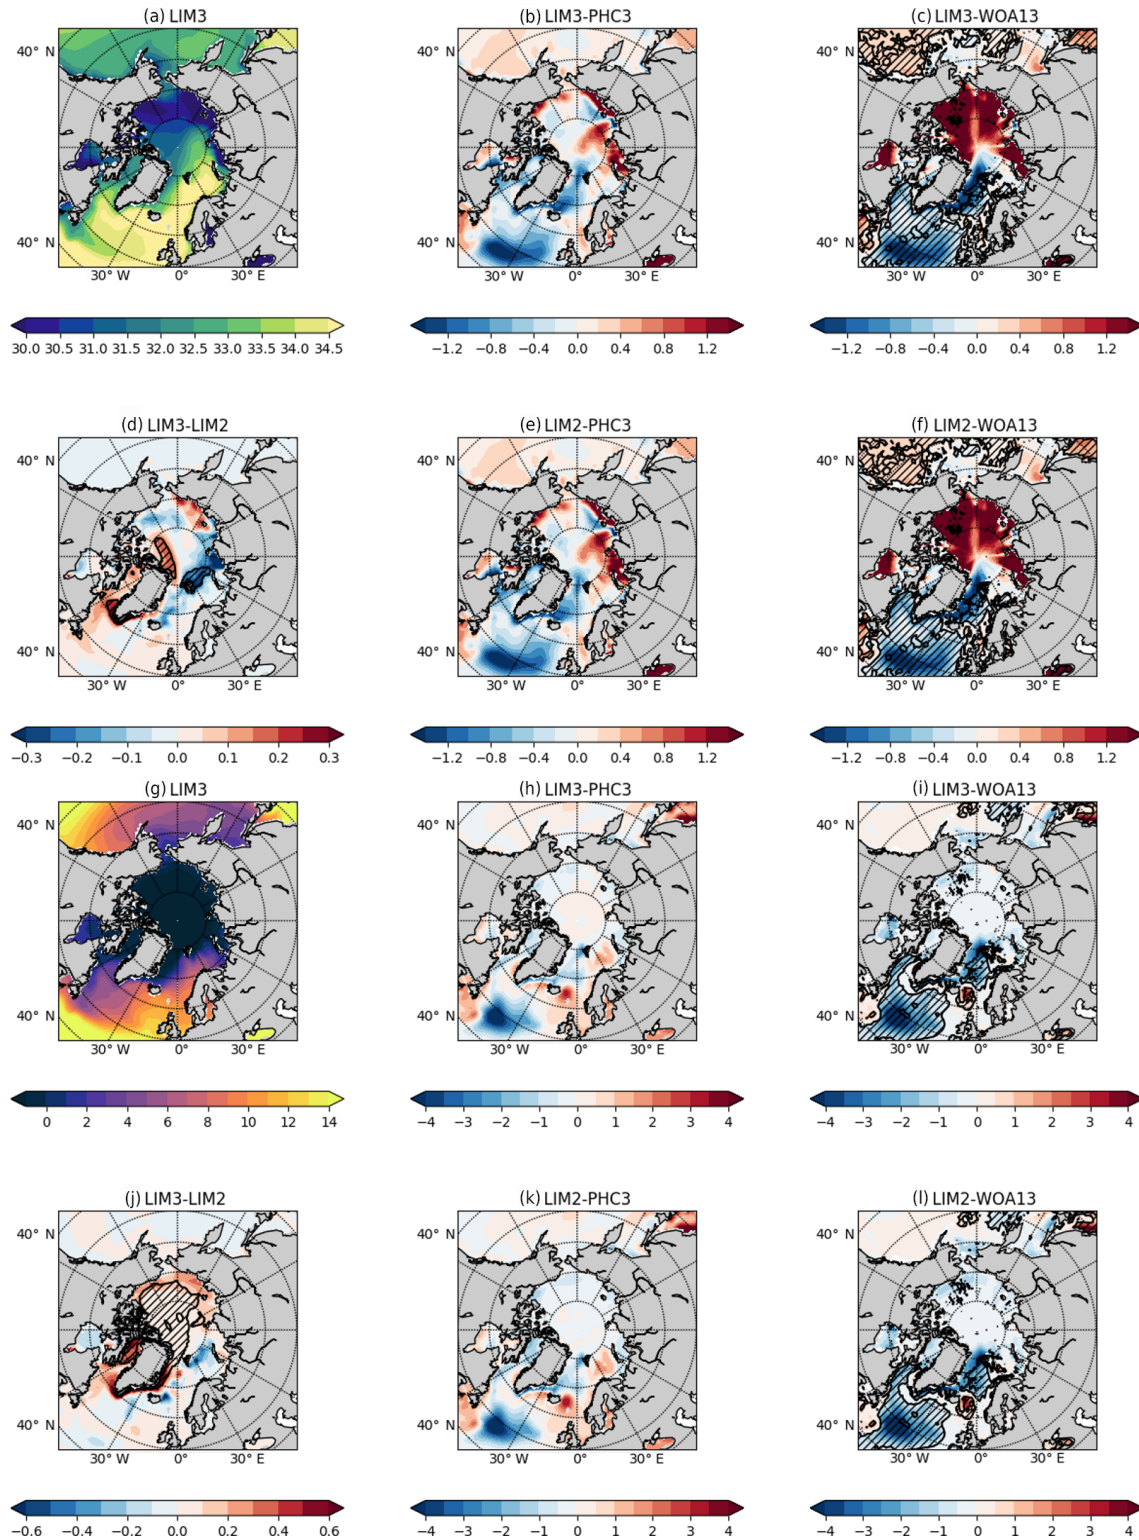 (a) LIM3
(b) LIM3-PHC3
(c) LIM3-WOA13
40° N
40° N
40° N
40° N
40° N
40° N
30° W 0° 30° E
30° W 0° 30° E
30° W 0° 30° E
30.0 30.5 31.0 31.5 32.0 32.5 33.0 33.5 34.0 34.5
−1.2 −0.8 −0.4 0.0 0.4 0.8 1.2
−1.2 −0.8 −0.4 0.0 0.4 0.8 1.2
(d) LIM3-LIM2
(e) LIM2-PHC3
(f) LIM2-WOA13
40° N
40° N
40° N
40° N
40° N
40° N
30° W 0° 30° E
30° W 0° 30° E
30° W 0° 30° E
−0.3 −0.2 −0.1 0.0 0.1 0.2 0.3
−1.2 −0.8 −0.4 0.0 0.4 0.8 1.2
−1.2 −0.8 −0.4 0.0 0.4 0.8 1.2
(g) LIM3
(h) LIM3-PHC3
(i) LIM3-WOA13
40° N
40° N
40° N
40° N
40° N
40° N
30° W 0° 30° E
30° W 0° 30° E
30° W 0° 30° E
0 2 4 6 8 10 12 14
−4 −3 −2 −1 0 1 2 3 4
−4 −3 −2 −1 0 1 2 3 4
(j) LIM3-LIM2
(k) LIM2-PHC3
(l) LIM2-WOA13
40° N
40° N
40° N
40° N
40° N
40° N
30° W 0° 30° E
30° W 0° 30° E
30° W 0° 30° E
−0.6 −0.4 −0.2 0.0 0.2 0.4 0.6
−4 −3 −2 −1 0 1 2 3 4
−4 −3 −2 −1 0 1 2 3 4